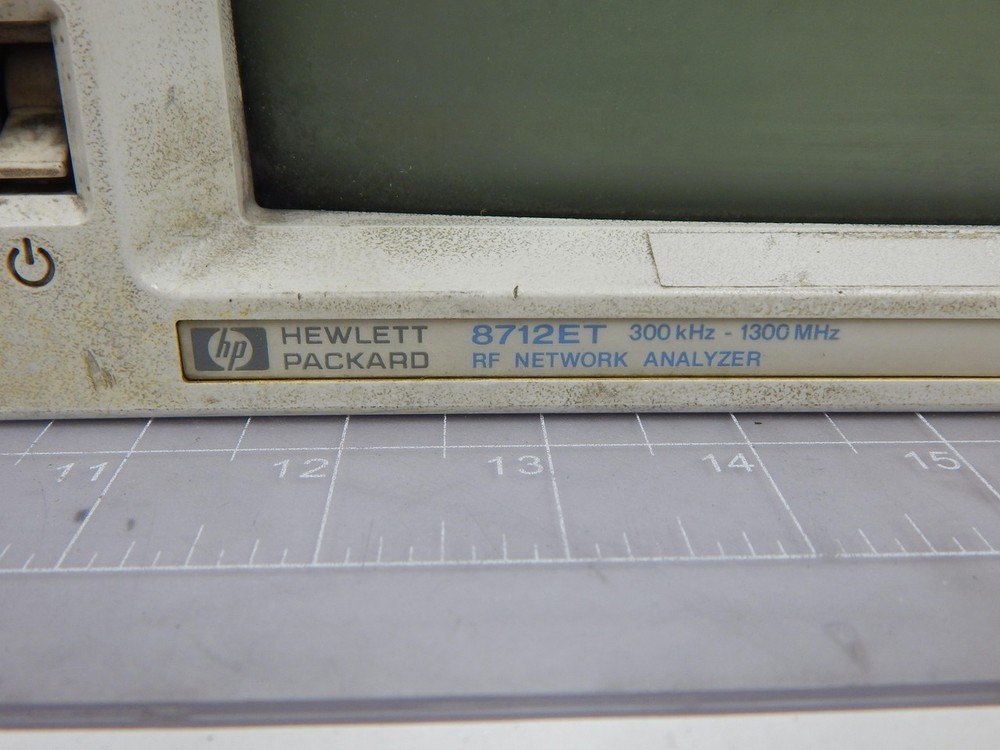 hp HEWLETT PACKARD
8712ET 300 kHz - 1300 MHz
RF NETWORK ANALYZER
11 12 13 14 15